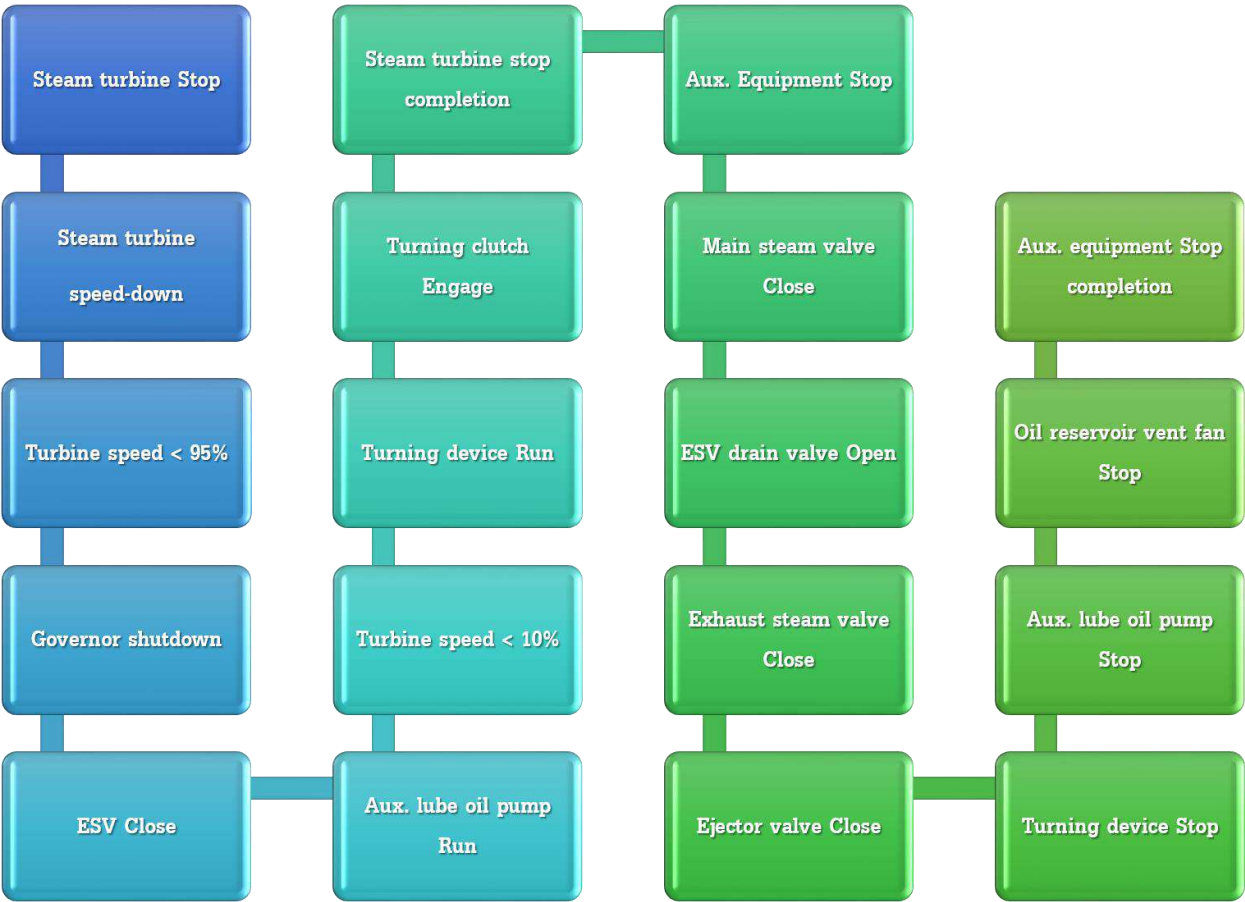 Steam turbine Stop
Steam turbine
speed-down
Turbine speed < 95%
Governor shutdown
ESV Close
Aux. lube oil pump
Run
Turbine speed < 10%
Turning device Run
Turning clutch
Engage
Steam turbine stop
completion
Aux. Equipment Stop
Main steam valve
Close
ESV drain valve Open
Exhaust steam valve
Close
Ejector valve Close
Turning device Stop
Aux. lube oil pump
Stop
Oil reservoir vent fan
Stop
Aux. equipment Stop
completion